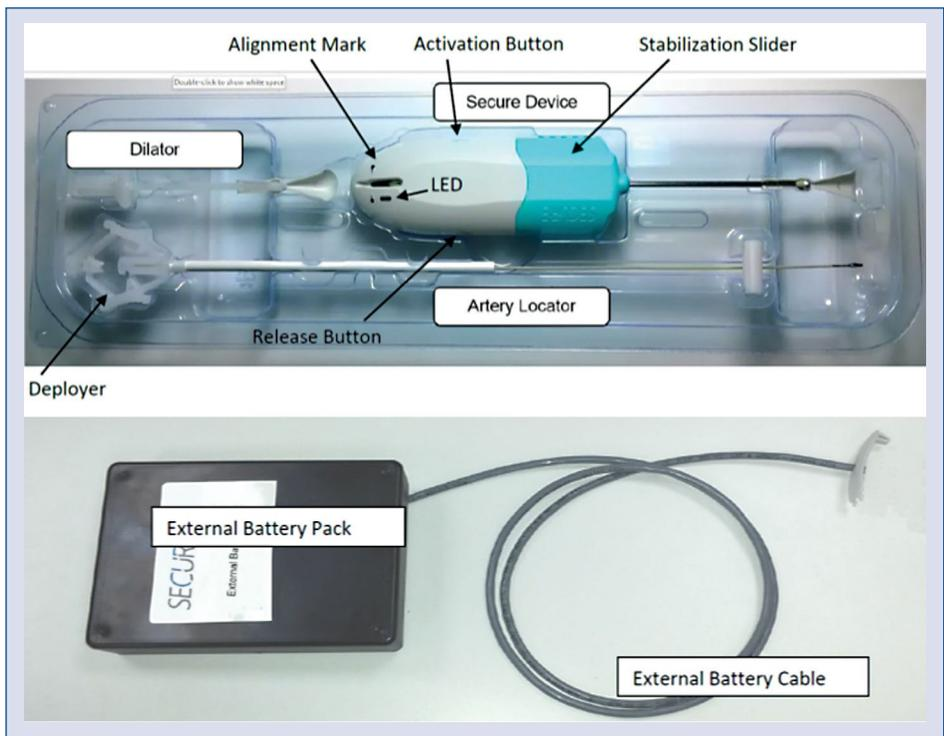 Alignment Mark
Activation Button
Stabilization Slider
Double-click to show white space
Secure Device
Dilator
LED
Artery Locator
Release Button
Deployer
External Battery Pack
SECUR
External Ba
External Battery Cable